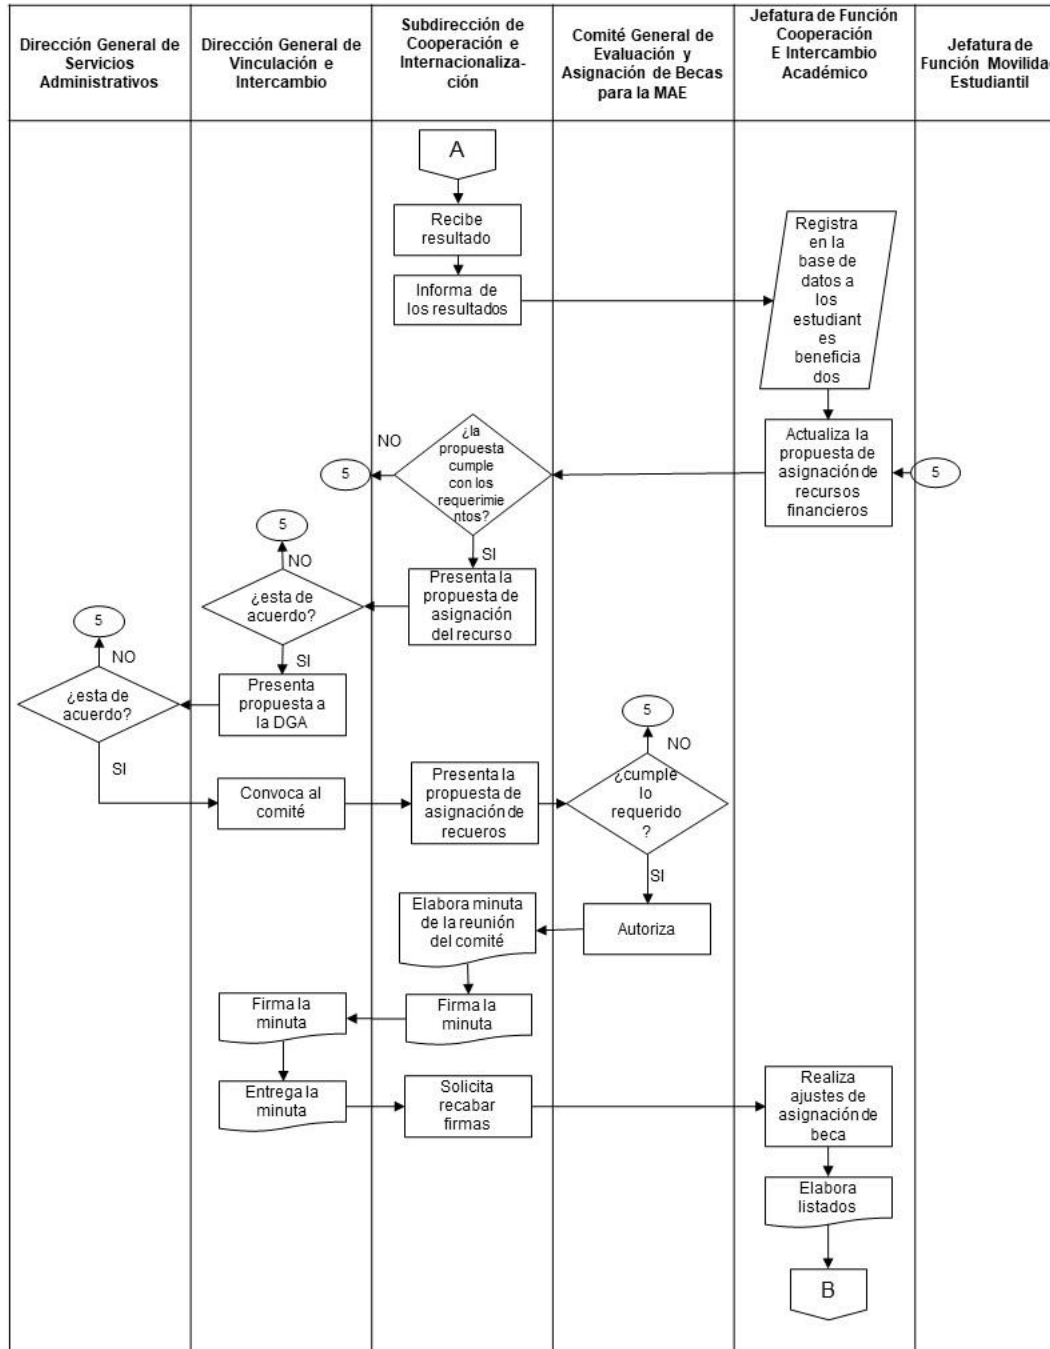 Dirección General de
Servicios
Administrativos
Dirección General de
Vinculación e
Intercambio
Subdirección de
Cooperación e
Internacionaliza-
ción
Comité General de
Evaluación y
Asignación de Becas
para la MAE
Jefatura de Función
Cooperación
E Intercambio
Académico
Jefatura de
Función Movilida
Estudiantil
A
Recibe
resultado
Informa de
los resultados
Registra
en la
base de
datos a
los
estudiant
es
beneficia
dos
Actualiza la
propuesta de
asignación de
recursos
financieros
5
¿la
propuesta
cumple
con los
requerimie
ntos?
NO
5
SI
Presenta la
propuesta de
asignación
del recurso
5
NO
¿esta de
acuerdo?
SI
Presenta
propuesta a
la DGA
5
NO
¿esta de
acuerdo?
SI
Convoca al
comité
Presenta la
propuesta de
asignación de
recueros
5
NO
¿cumple
lo
requerido
?
SI
Autoriza
Elabora minuta
de la reunión
del comité
Firma la
minuta
Firma la
minuta
Entrega la
minuta
Solicita
recabar
firmas
Realiza
ajustes de
asignación de
beca
Elabora
listados
B